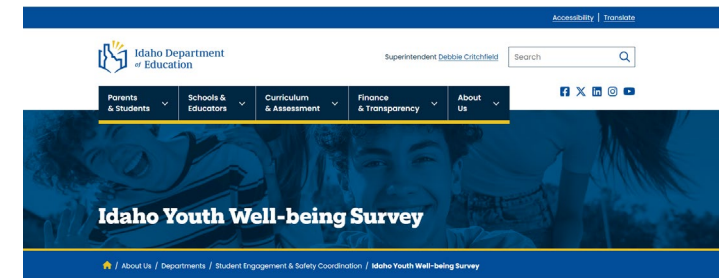 Accessibility | Translate
Idaho Department
of Education
Superintendent Debbie Critchfield
Search
Parents
& Students
Schools &
Educators
Curriculum
& Assessment
Finance
& Transparency
About
Us
Idaho Youth Well-being Survey
/ About Us / Departments / Student Engagement & Safety Coordination / Idaho Youth Well-being Survey